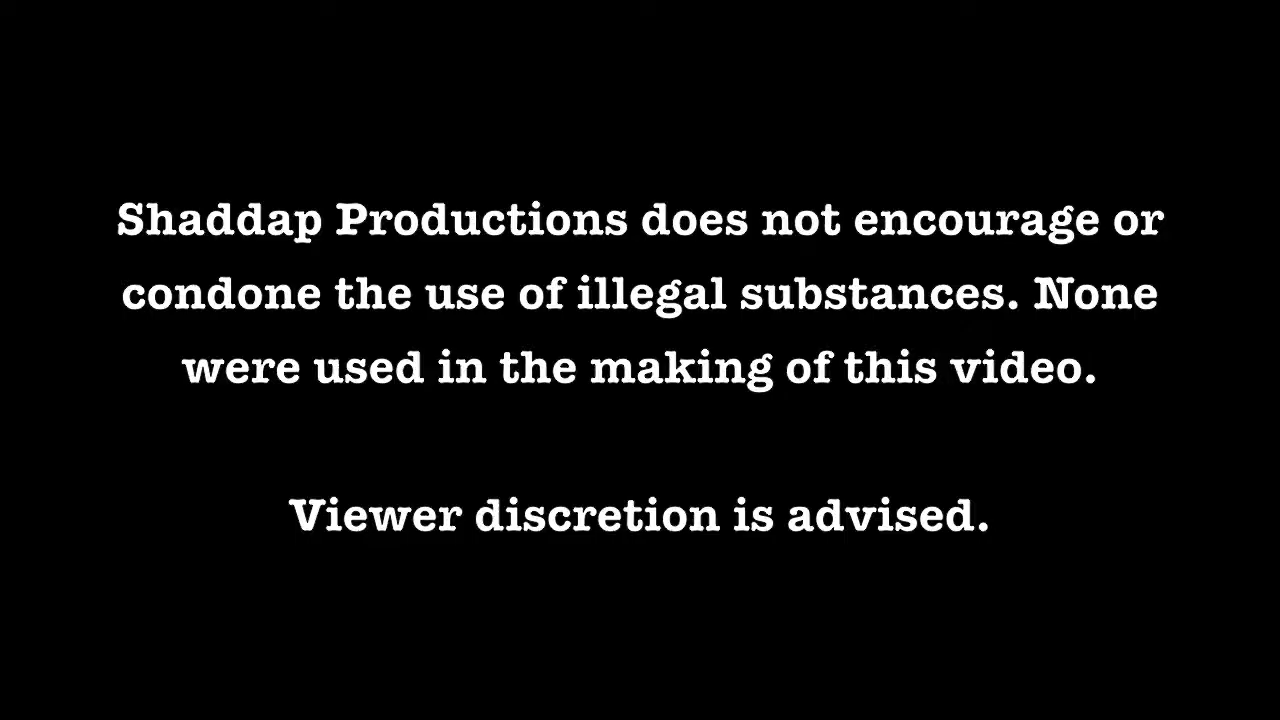 Shaddap Productions does not encourage or
condone the use of illegal substances. None
were used in the making of this video.
Viewer discretion is advised.